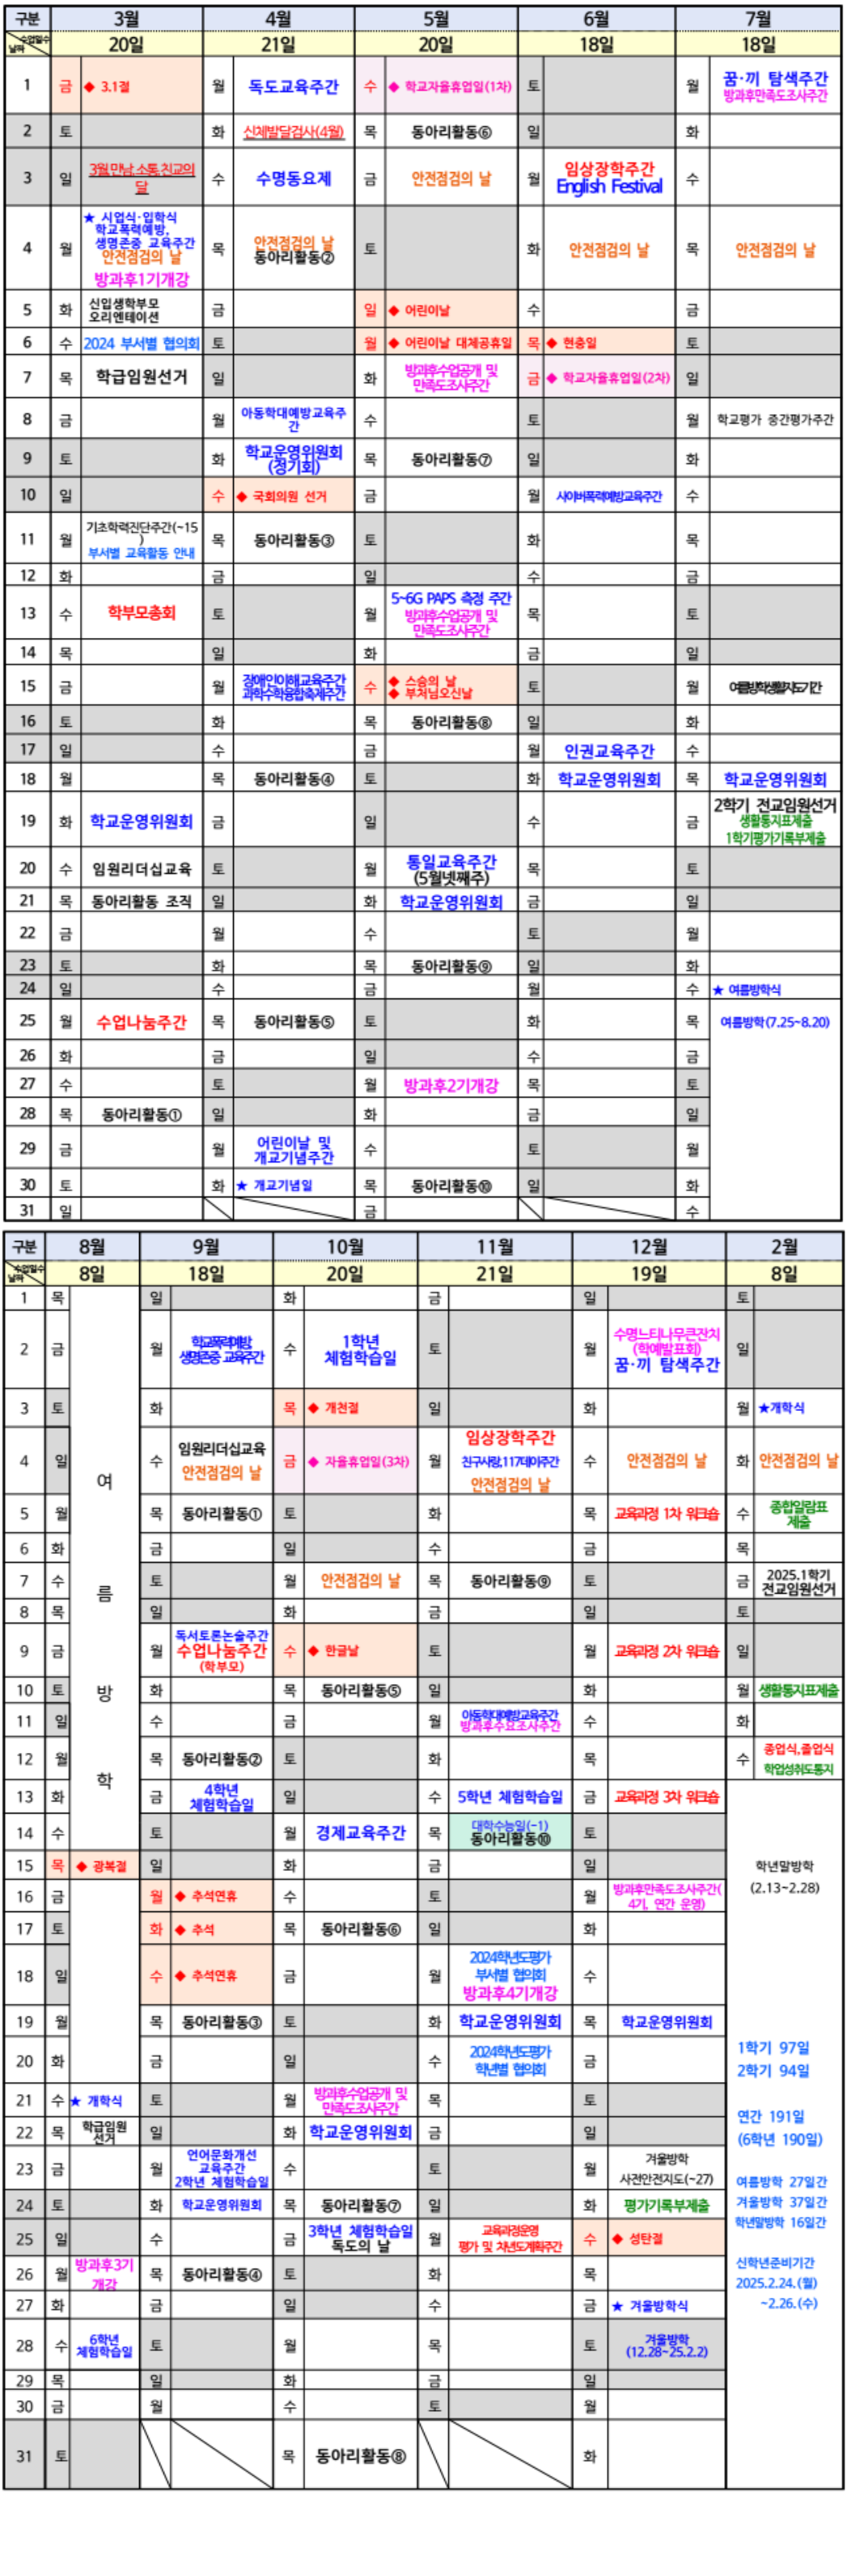 구분 3월 4월 5월 6월 7월
수업일수 날짜 20일 21일 20일 18일 18일
1 금 ◆ 3.1절 월 독도교육주간 수 ◆ 학교자율휴업일(1차) 토 월 꿈·끼 탐색주간
방과후만족도조사주간
2 토 화 신체발달검사(4월) 목 동아리활동⑥ 일 화
3 일 3월,만남,소통,친교의 달 수 수명동요제 금 안전점검의 날 월 임상장학주간 수
English Festival
4 월 ★ 시업식·입학식 목 안전점검의 날 토 화 안전점검의 날 목 안전점검의 날
학교폭력예방, 동아리활동②
생명존중 교육주간
안전점검의 날
방과후1기개강
5 화 신입생학부모 금 일 ◆ 어린이날 수 금
오리엔테이션
6 수 2024 부서별 협의회 토 월 ◆ 어린이날 대체공휴일 목 ◆ 현충일 토
7 목 학급임원선거 일 화 방과후수업공개 및 금 ◆ 학교자율휴업일(2차) 일
만족도조사주간
8 금 월 아동학대예방교육주 수 토 월 학교평가 중간평가주간
간
9 토 화 학교운영위원회 목 동아리활동⑦ 일 화
(정기회)
10 일 수 ◆ 국회의원 선거 금 월 사이버폭력예방교육주간 수
11 월 기초학력진단주간(~15 목 동아리활동③ 토 화 목
)
부서별 교육활동 안내
12 화 금 일 수 금
13 수 학부모총회 토 월 5~6G PAPS 측정 주간 목 토
방과후수업공개 및
만족도조사주간
14 목 일 화 금 일
15 금 월 장애인이해교육주간 수 ◆ 스승의 날 토 월 여름방학생활지도기간
과학수학융합축제주간 ◆ 부처님오신날
16 토 화 목 동아리활동⑧ 일 화
17 일 수 금 월 인권교육주간 수
18 월 목 동아리활동④ 토 화 학교운영위원회 목 학교운영위원회
19 화 학교운영위원회 금 일 수 금 2학기 전교임원선거
생활통지표제출
1학기평가기록부제출
20 수 임원리더십교육 토 월 통일교육주간 목 토
(5월넷째주)
21 목 동아리활동 조직 일 화 학교운영위원회 금 일
22 금 월 수 토 월
23 토 화 목 동아리활동⑨ 일 화
24 일 수 금 월 수 ★ 여름방학식
25 월 수업나눔주간 목 동아리활동⑤ 토 화 목 여름방학(7.25~8.20)
26 화 금 일 수 금
27 수 토 월 방과후2기개강 목 토
28 목 동아리활동① 일 화 금 일
29 금 월 어린이날 및 수 토 월
개교기념주간
30 토 화 ★ 개교기념일 목 동아리활동⑩ 일 화
31 일 금 수
구분 8월 9월 10월 11월 12월 2월
수업일수 날짜 8일 18일 20일 21일 19일 8일
1 목 일 화 금 일 토
2 금 월 학교폭력예방, 수 1학년 토 월 수명느티나무큰잔치 일
생명존중 교육주간 체험학습일 (학예발표회)
꿈·끼 탐색주간
3 토 화 목 ◆ 개천절 일 화 월 ★개학식
4 일 수 임원리더십교육 금 ◆ 자율휴업일(3차) 월 임상장학주간 수 안전점검의 날 화 안전점검의 날
안전점검의 날 친구사랑,117데이주간
안전점검의 날
여
5 월 목 동아리활동① 토 화 목 교육과정 1차 워크숍 수 종합일람표
제출
6 화 금 일 수 금 목
7 수 토 월 안전점검의 날 목 동아리활동⑨ 토 금 2025.1학기
전교임원선거
름
8 목 일 화 금 일 토
9 금 월 독서토론논술주간 수 ◆ 한글날 토 월 교육과정 2차 워크숍 일
수업나눔주간
(학부모)
10 토 화 목 동아리활동⑤ 일 화 월 생활통지표제출
방
11 일 수 금 월 아동학대예방교육주간 수 화
방과후수요조사주간
12 월 목 동아리활동② 토 화 목 수 종업식,졸업식
학업성취도통지
학
13 화 금 4학년 일 수 5학년 체험학습일 금 교육과정 3차 워크숍
체험학습일
14 수 토 월 경제교육주간 목 대학수능일(-1) 토
동아리활동⑩
15 목 ◆ 광복절 일 화 금 일 학년말방학
(2.13~2.28)
16 금 월 ◆ 추석연휴 수 토 월 방과후만족도조사주간(
4기, 연간 운영)
17 토 화 ◆ 추석 목 동아리활동⑥ 일 화
18 일 수 ◆ 추석연휴 금 월 2024학년도평가 수
부서별 협의회
방과후4기개강
19 월 목 동아리활동③ 토 화 학교운영위원회 목 학교운영위원회
20 화 금 일 수 2024학년도평가 금 1학기 97일
학년별 협의회 2학기 94일
21 수 ★ 개학식 토 월 방과후수업공개 및 목 토 연간 191일
만족도조사주간
22 목 학급임원 일 화 학교운영위원회 금 일 (6학년 190일)
선거
23 금 월 언어문화개선 수 토 월 겨울방학 여름방학 27일간
교육주간 사전안전지도(~27)
2학년 체험학습일
24 토 화 학교운영위원회 목 동아리활동⑦ 일 화 평가기록부제출 겨울방학 37일간
25 일 수 금 3학년 체험학습일 월 교육과정운영 수 ◆ 성탄절 학년말방학 16일간
독도의 날 평가 및 차년도계획주간
26 월 방과후3기 목 동아리활동④ 토 화 목 신학년준비기간
개강 2025.2.24.(월)
27 화 금 일 수 금 ★ 겨울방학식 ~2.26.(수)
28 수 6학년 토 월 목 토 겨울방학
체험학습일 (12.28~25.2.2)
29 목 일 화 금 일
30 금 월 수 토 월
31 토 목 동아리활동⑧ 화